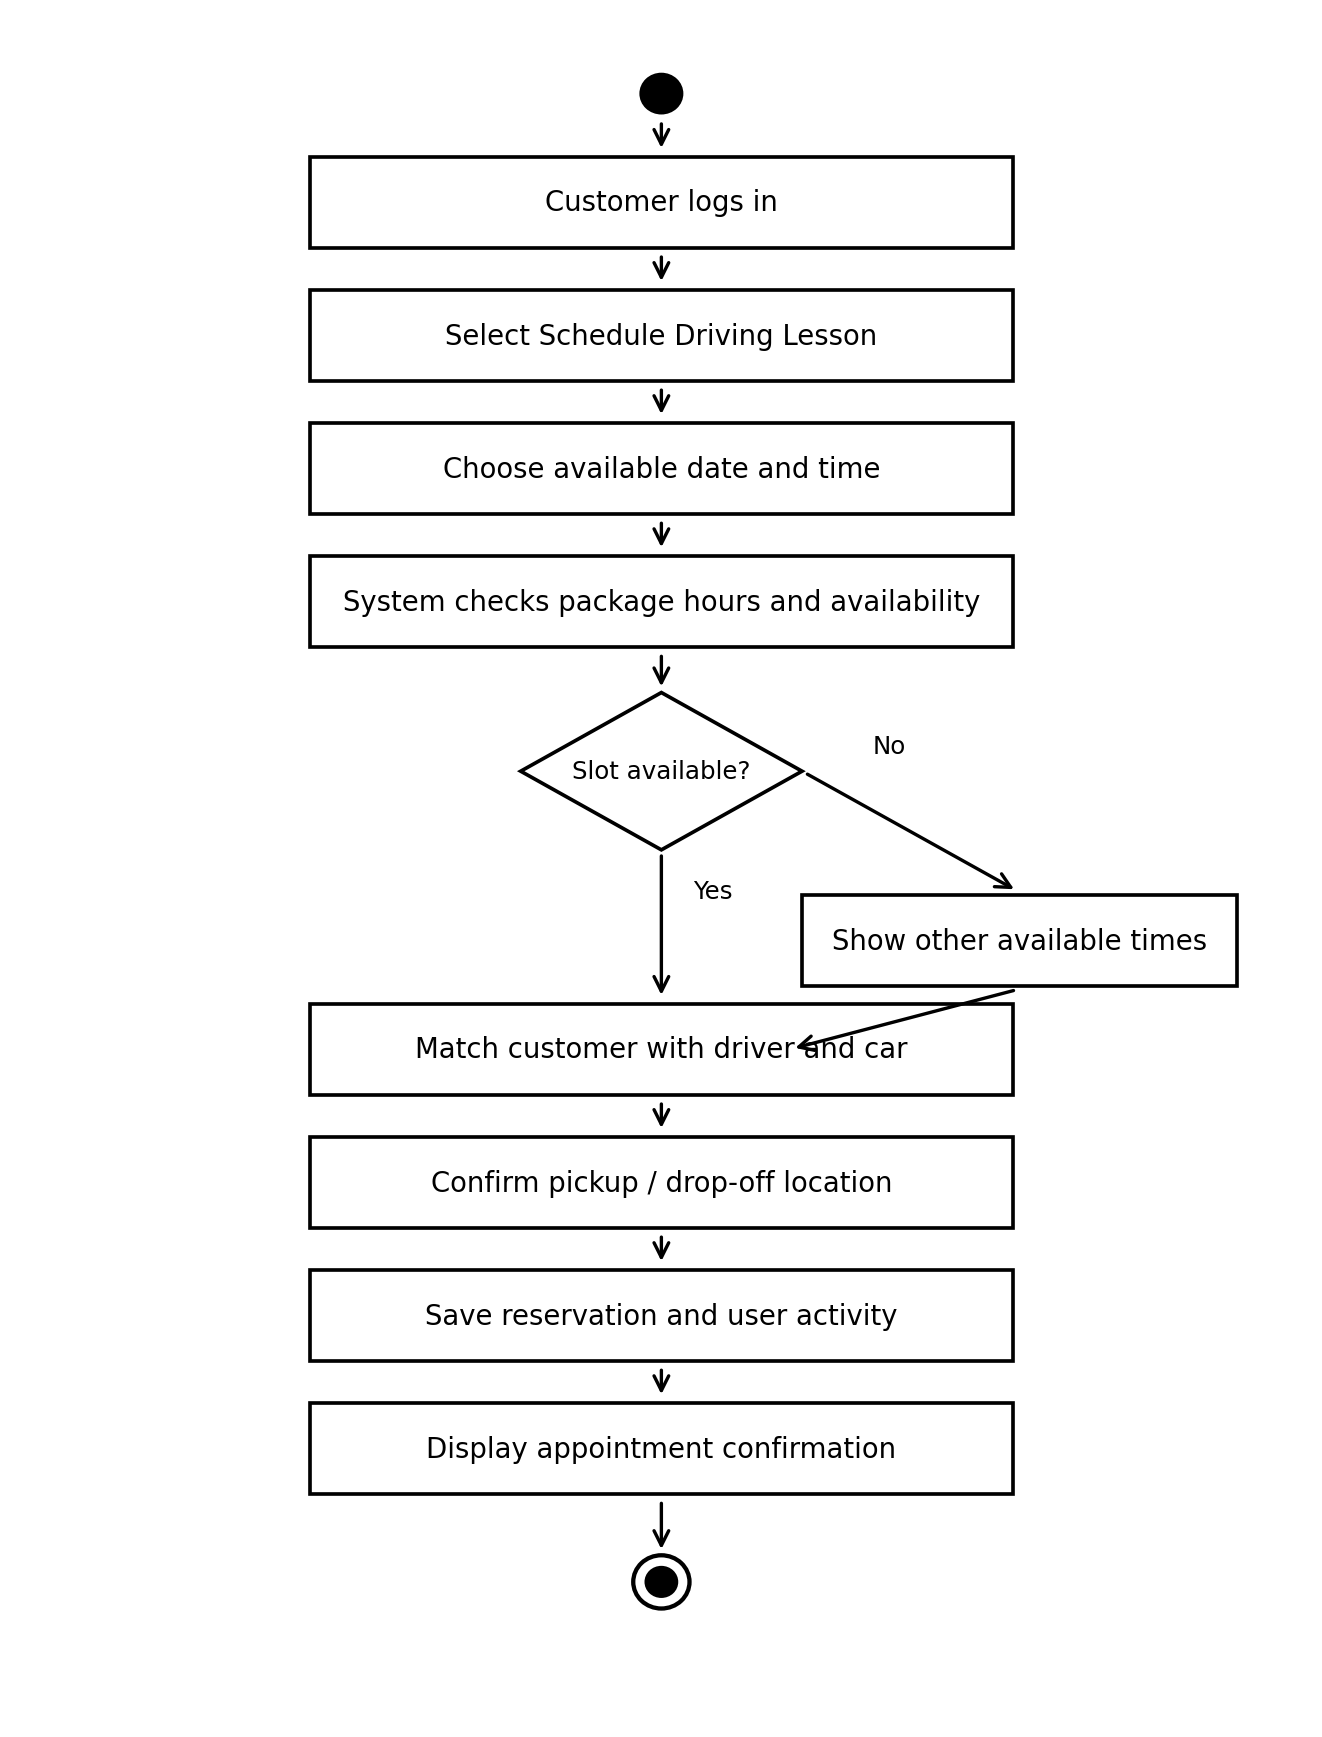 Customer logs in
Select Schedule Driving Lesson
Choose available date and time
System checks package hours and availability
No
Slot available?
Yes
Show other available times
Match customer with driver and car
Confirm pickup / drop-off location
Save reservation and user activity
Display appointment confirmation